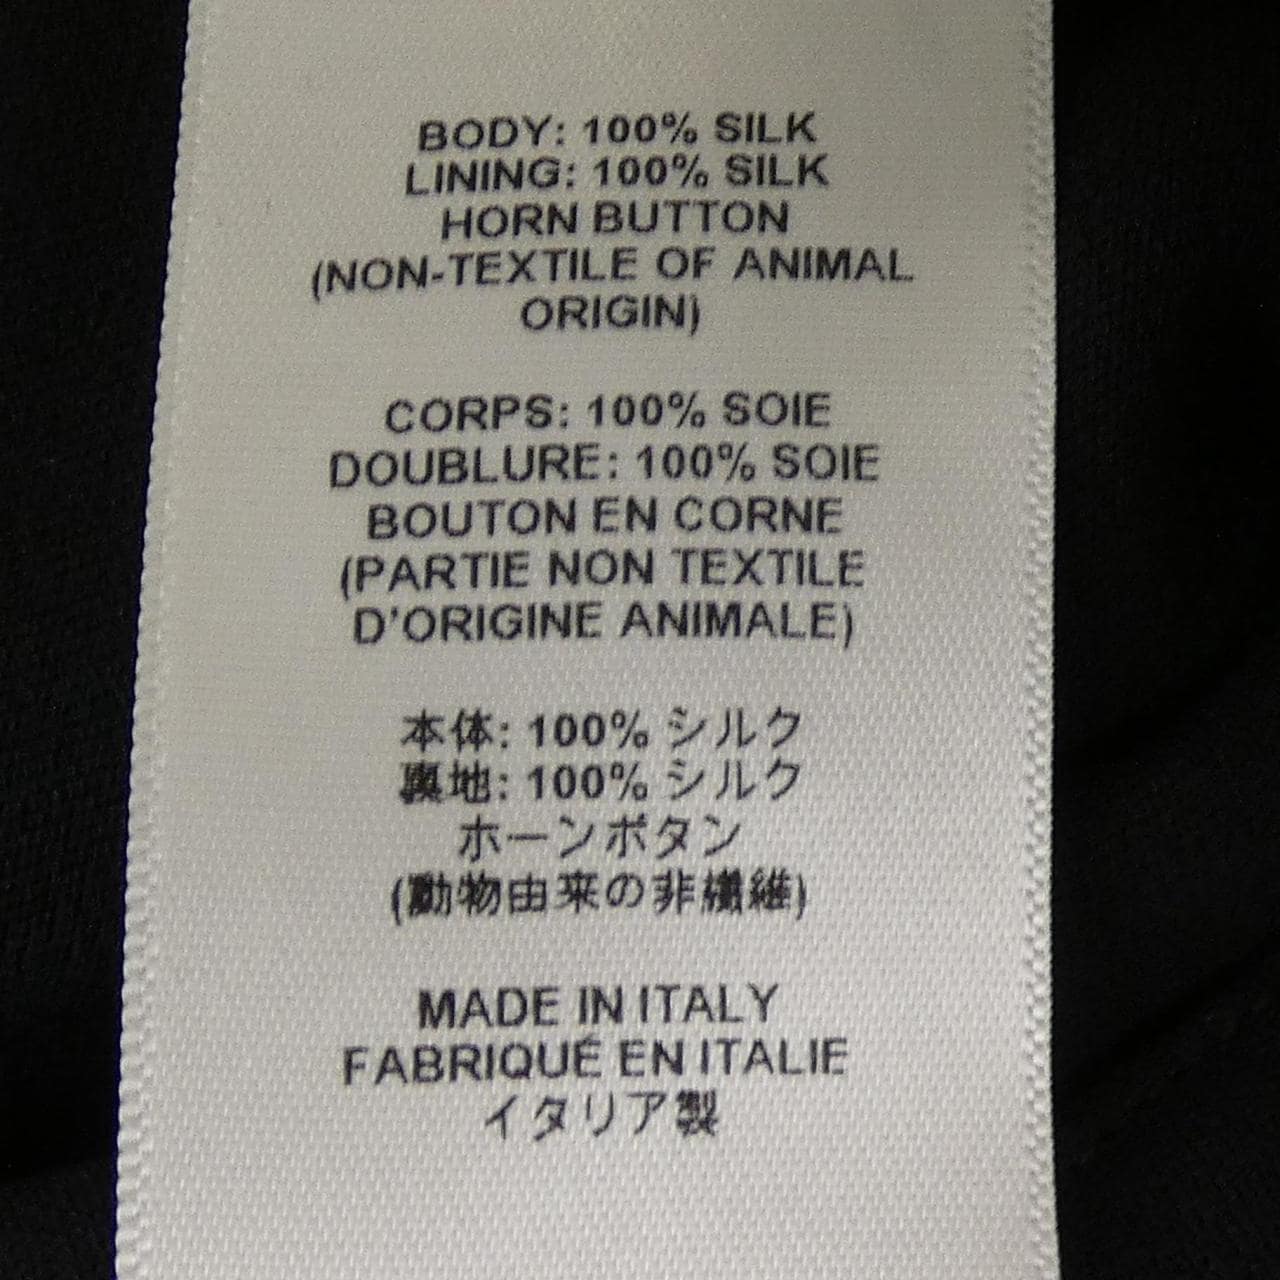 BODY: 100% SILK
LINING: 100% SILK
HORN BUTTON
(NON-TEXTILE OF ANIMAL
ORIGIN)
CORPS: 100% SOIE
DOUBLURE: 100% SOIE
BOUTON EN CORNE
(PARTIE NON TEXTILE
D'ORIGINE ANIMALE)
本体: 100% シルク
裏地: 100% シルク
ホーンボタン
(動物由来の非繊維)
MADE IN ITALY
FABRIQUÉ EN ITALIE
イタリア製